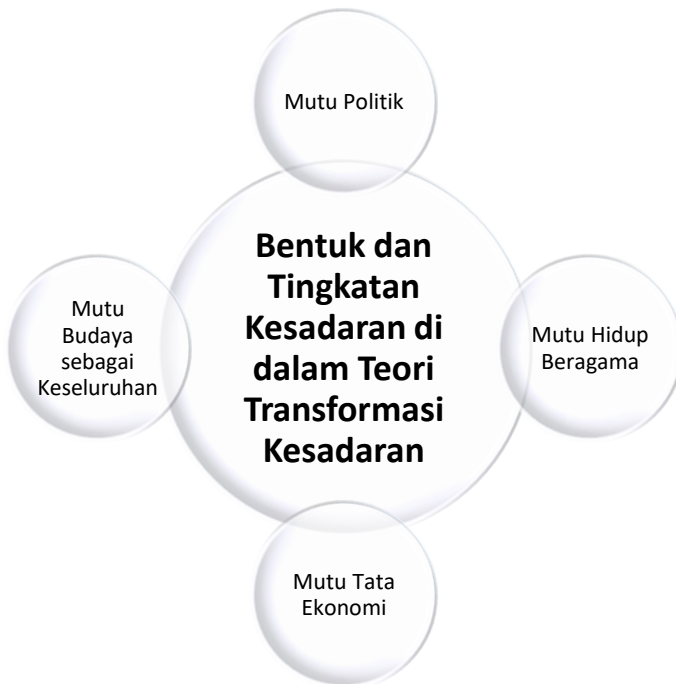 Mutu Politik
Bentuk dan
Tingkatan
Kesadaran di
dalam Teori
Transformasi
Kesadaran
Mutu
Budaya
sebagai
Keseluruhan
Mutu Hidup
Beragama
Mutu Tata
Ekonomi